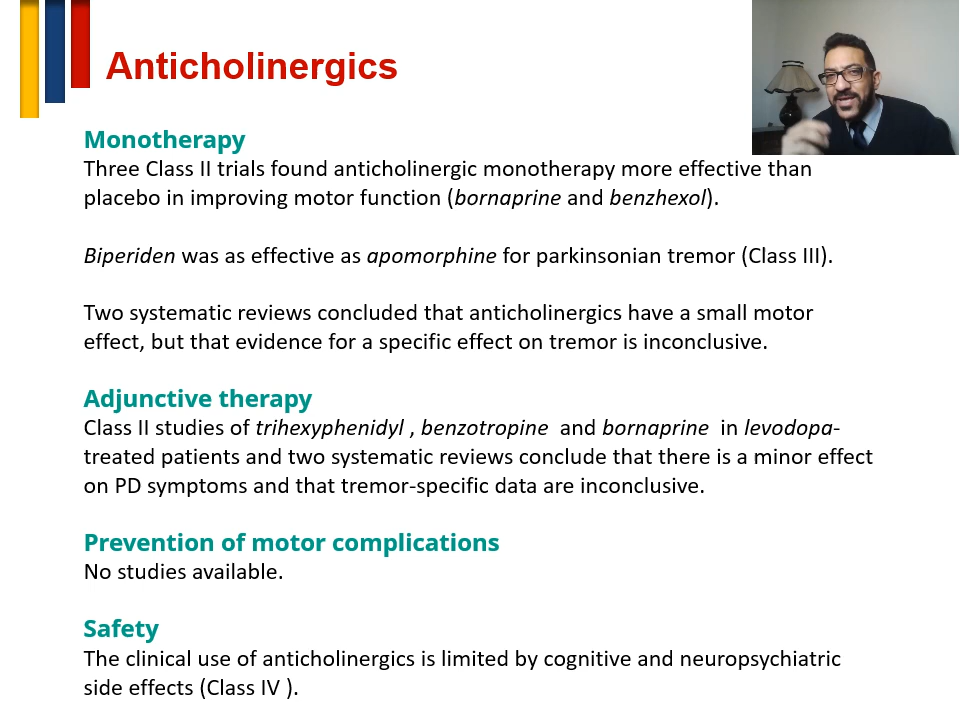 Anticholinergics
Monotherapy
Three Class II trials found anticholinergic monotherapy more effective than
placebo in improving motor function (bornaprine and benzhexol).
Biperiden was as effective as apomorphine for parkinsonian tremor (Class III).
Two systematic reviews concluded that anticholinergics have a small motor
effect, but that evidence for a specific effect on tremor is inconclusive.
Adjunctive therapy
Class II studies of trihexyphenidyl , benzotropine  and bornaprine  in levodopa-
treated patients and two systematic reviews conclude that there is a minor effect
on PD symptoms and that tremor-specific data are inconclusive.
Prevention of motor complications
No studies available.
Safety
The clinical use of anticholinergics is limited by cognitive and neuropsychiatric
side effects (Class IV ).